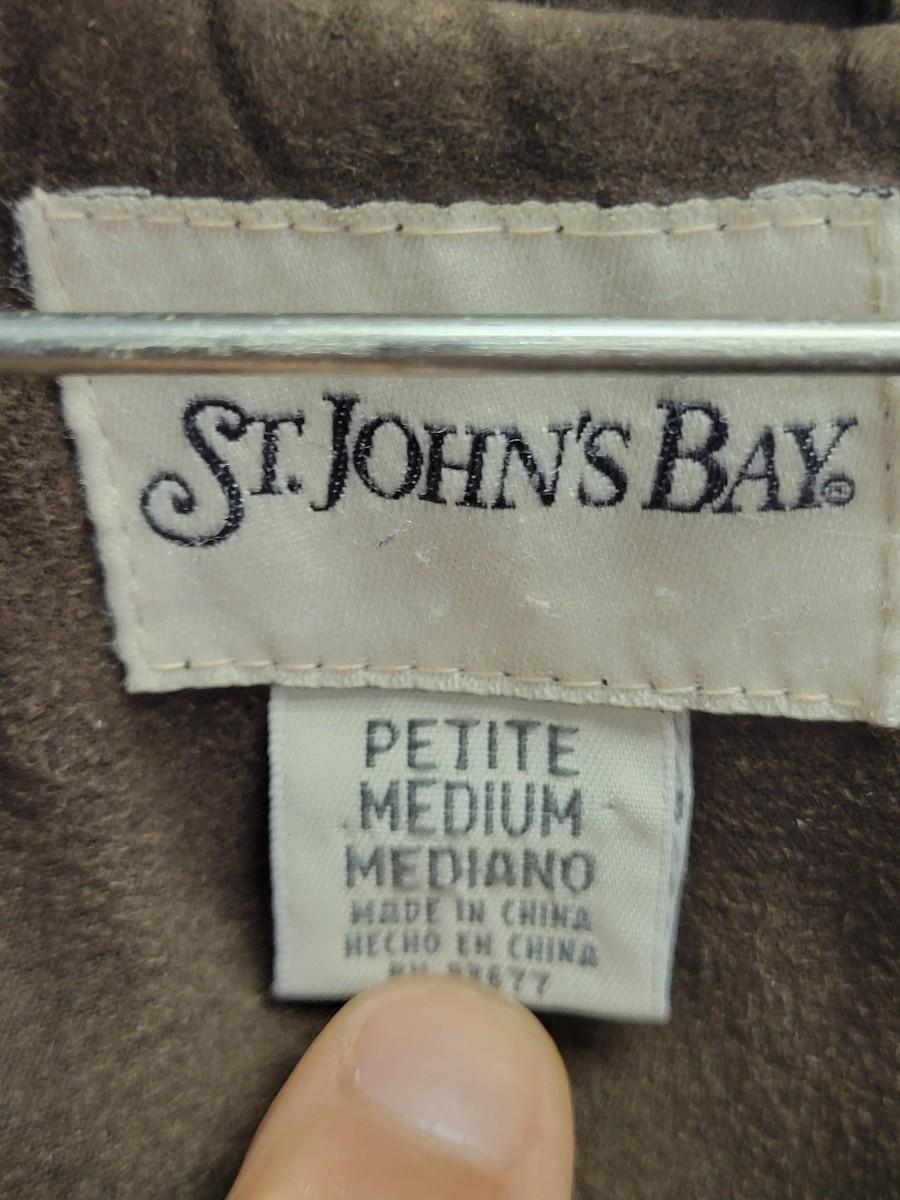 ST. JOHN'S BAY®
PETITE
MEDIUM
MEDIANO
MADE IN CHINA
HECHO EN CHINA